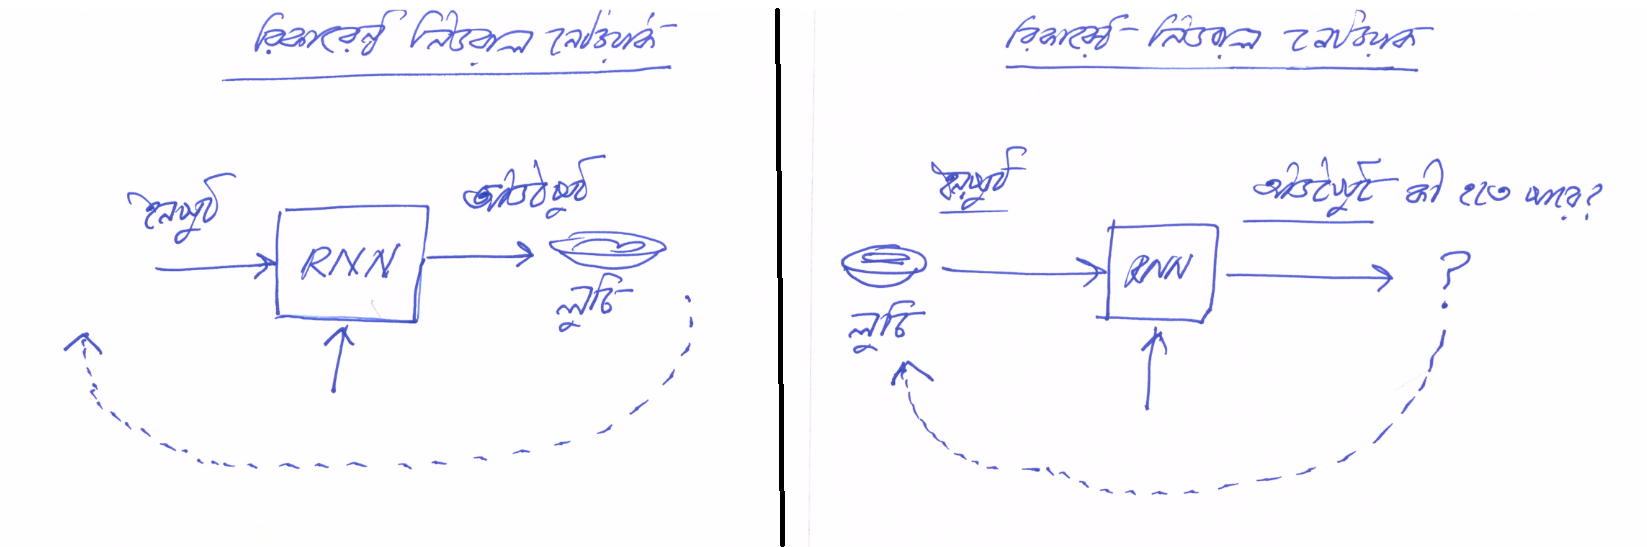 রিকারেন্ট নিউরাল নেটওয়ার্ক
ইনপুট
আউটপুট
RNN
লুচি
রিকারেন্ট নিউরাল নেটওয়ার্ক
ইনপুট
আউটপুট কী হতে পারে?
RNN
?
লুচি